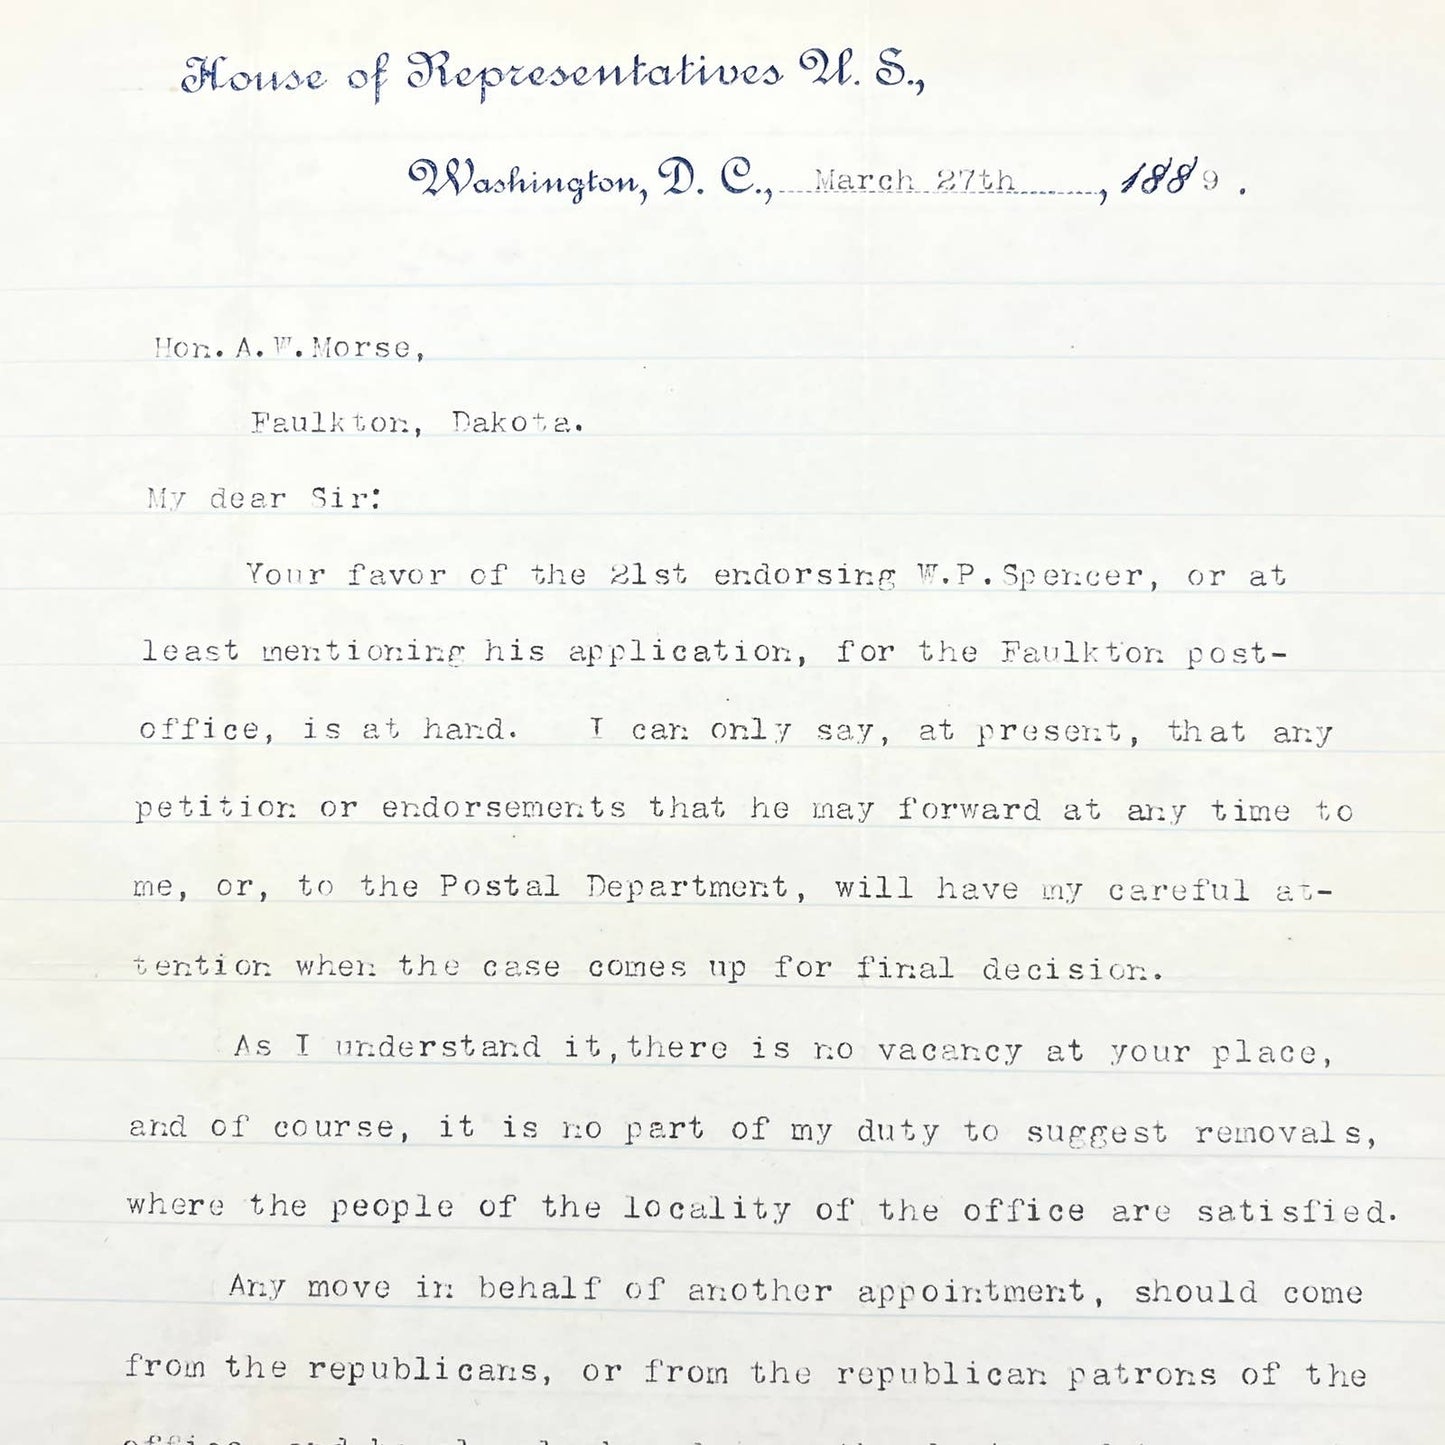 House of Representatives U. S.,
Washington, D. C., March 27th, 1889.
Hon. A. W. Morse,
Faulkton, Dakota.
My dear Sir:
Your favor of the 21st endorsing W.P.Spencer, or at
least mentioning his application, for the Faulkton post-
office, is at hand. I can only say, at present, that any
petition or endorsements that he may forward at any time to
me, or, to the Postal Department, will have my careful at-
tention when the case comes up for final decision.
As I understand it,there is no vacancy at your place,
and of course, it is no part of my duty to suggest removals,
where the people of the locality of the office are satisfied.
Any move in behalf of another appointment, should come
from the republicans, or from the republican patrons of the